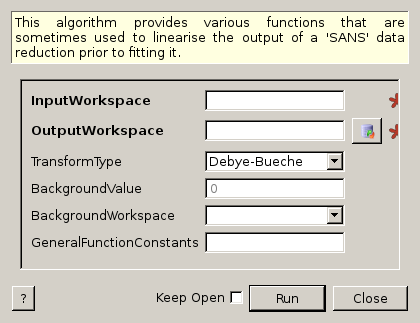 This algorithm provides various functions that are
sometimes used to linearise the output of a 'SANS' data
reduction prior to fitting it.
InputWorkspace
OutputWorkspace
TransformType Debye-Bueche
BackgroundValue 0
BackgroundWorkspace
GeneralFunctionConstants
? Keep Open Run Close